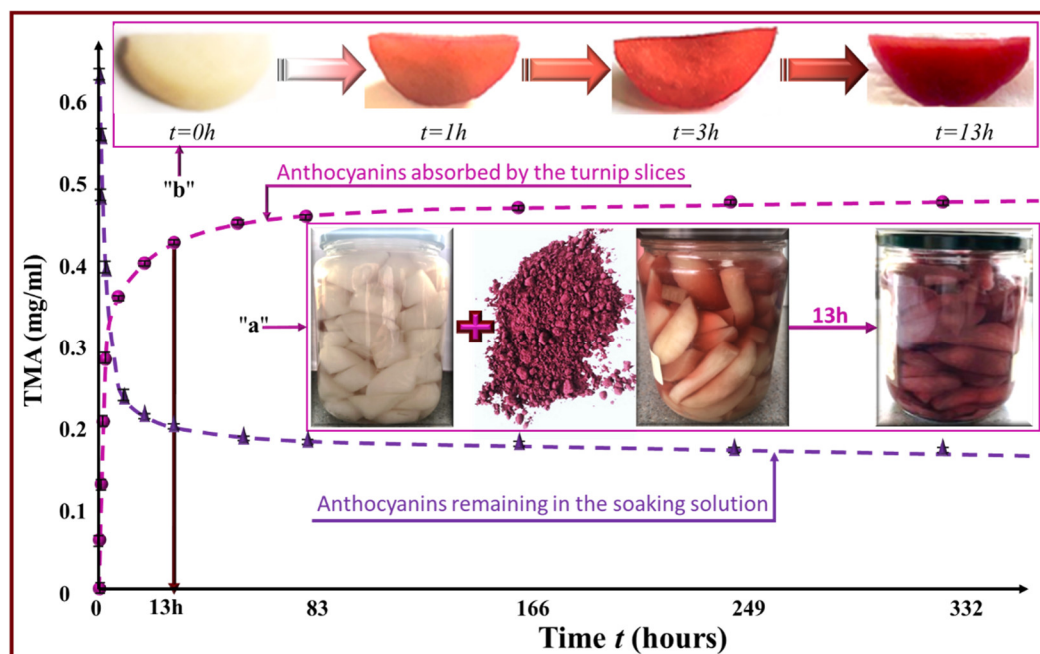 t=0h
t=1h
t=3h
t=13h
"b"
Anthocyanins absorbed by the turnip slices
"a"
13h
Anthocyanins remaining in the soaking solution
TMA (mg/ml)
0.6
0.5
0.4
0.3
0.2
0.1
0
0 13h 83 166 249 332
Time t (hours)